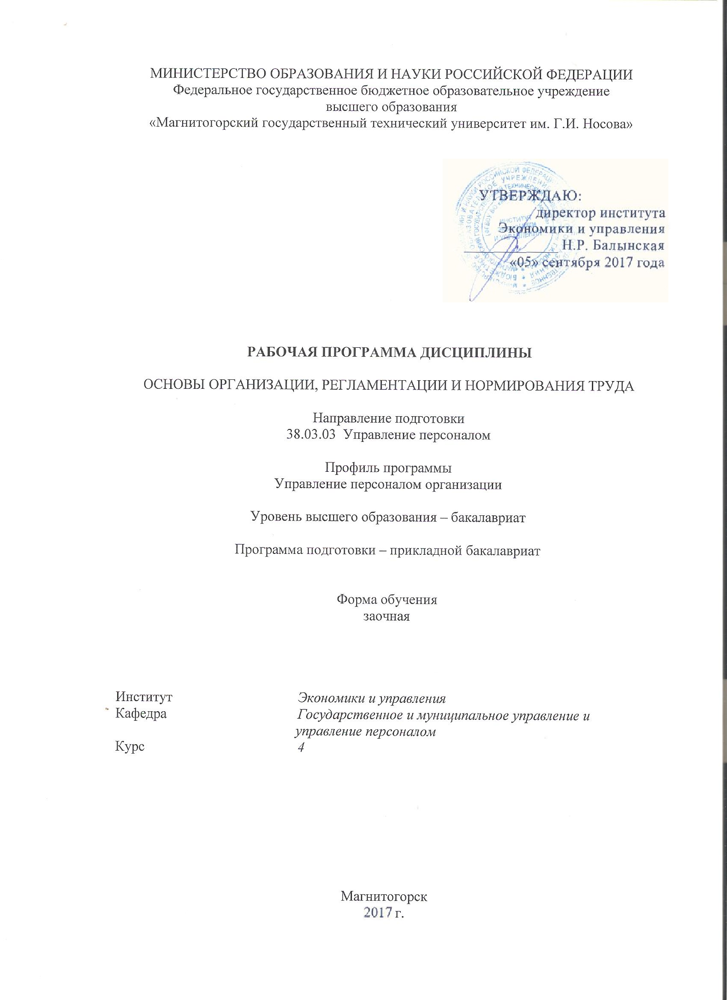 МИНИСТЕРСТВО ОБРАЗОВАНИЯ И НАУКИ РОССИЙСКОЙ ФЕДЕРАЦИИ
Федеральное государственное бюджетное образовательное учреждение
высшего образования
«Магнитогорский государственный технический университет им. Г.И. Носова»
УТВЕРЖДАЮ:
директор института
Экономики и управления
Н.Р. Балынская
«05» сентября 2017 года
ИНСТИТУТ
ЭКОНОМИКИ
И УПРАВЛЕНИЯ
РАБОЧАЯ ПРОГРАММА ДИСЦИПЛИНЫ
ОСНОВЫ ОРГАНИЗАЦИИ, РЕГЛАМЕНТАЦИИ И НОРМИРОВАНИЯ ТРУДА
Направление подготовки
38.03.03 Управление персоналом
Профиль программы
Управление персоналом организации
Уровень высшего образования – бакалавриат
Программа подготовки – прикладной бакалавриат
Форма обучения
заочная
Институт Экономики и управления
Кафедра Государственное и муниципальное управление и
управление персоналом
Курс 4
Магнитогорск
2017 г.